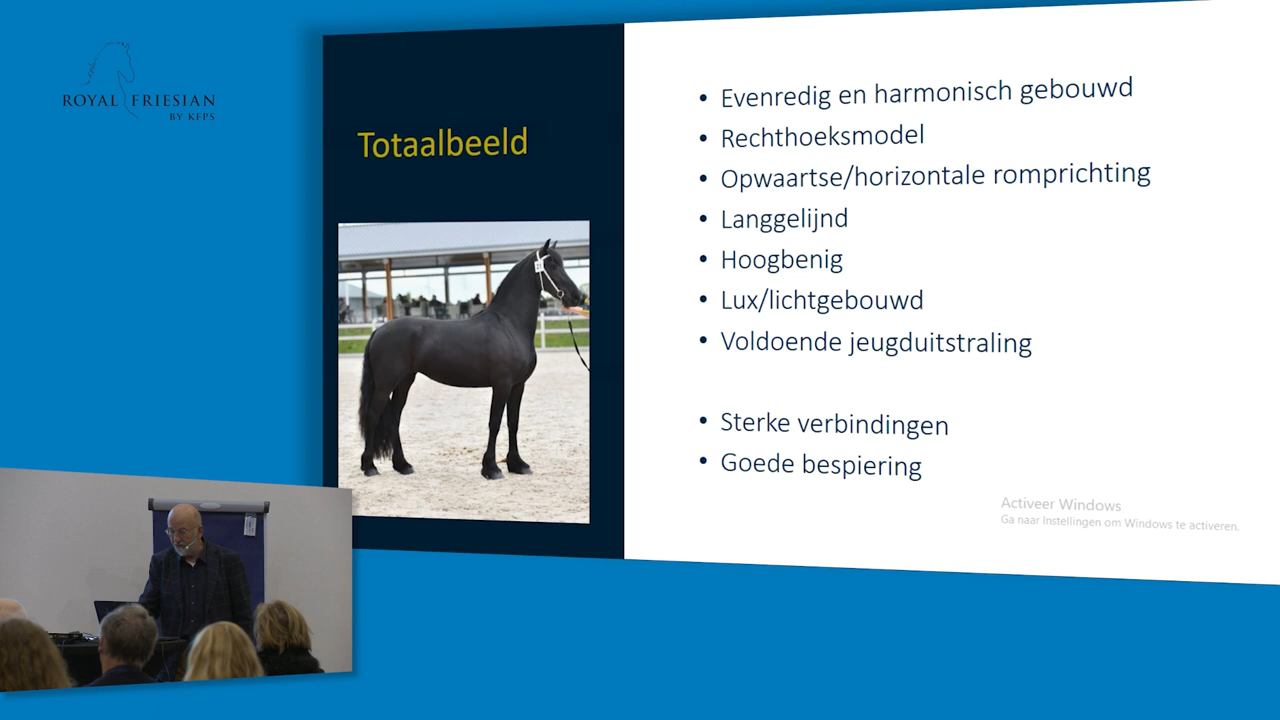 ROYAL FRIESIAN
BY KFPS
Totaalbeeld
• Evenredig en harmonisch gebouwd
• Rechthoeksmodel
• Opwaartse/horizontale romprichting
• Langgelijnd
• Hoogbenig
• Lux/lichtgebouwd
• Voldoende jeugduitstraling
• Sterke verbindingen
• Goede bespiering
Activeer Windows
Ga naar Instellingen om Windows te activeren.